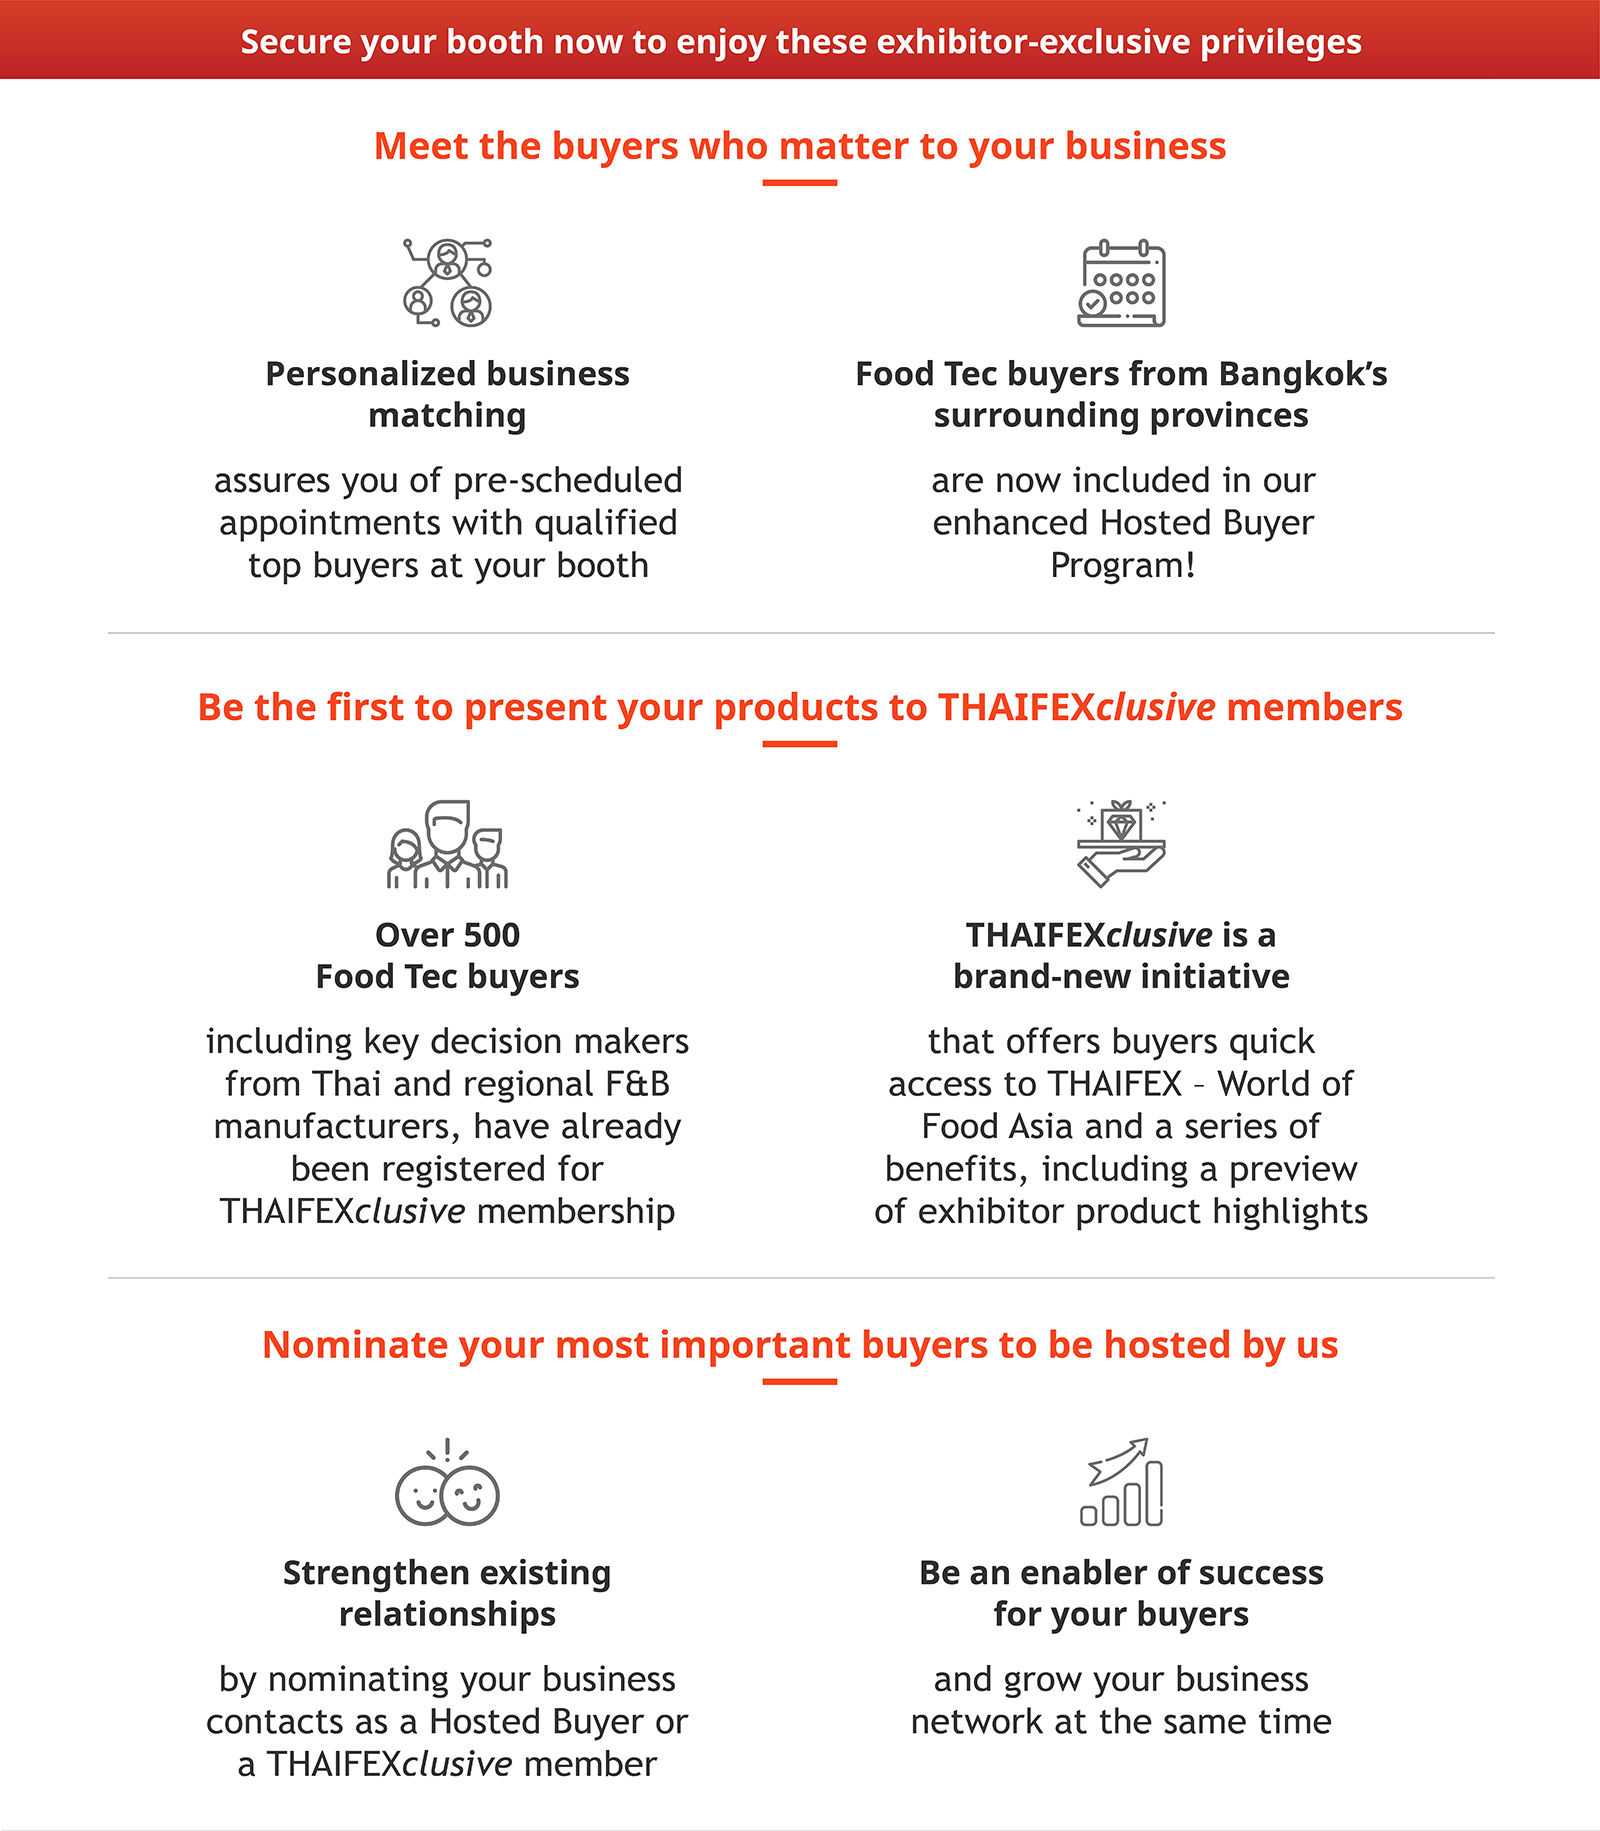 Secure your booth now to enjoy these exhibitor-exclusive privileges
Meet the buyers who matter to your business
Personalized business
matching
assures you of pre-scheduled
appointments with qualified
top buyers at your booth
Food Tec buyers from Bangkok’s
surrounding provinces
are now included in our
enhanced Hosted Buyer
Program!
Be the first to present your products to THAIFEXclusive members
Over 500
Food Tec buyers
including key decision makers
from Thai and regional F&B
manufacturers, have already
been registered for
THAIFEXclusive membership
THAIFEXclusive is a
brand-new initiative
that offers buyers quick
access to THAIFEX – World of
Food Asia and a series of
benefits, including a preview
of exhibitor product highlights
Nominate your most important buyers to be hosted by us
Strengthen existing
relationships
by nominating your business
contacts as a Hosted Buyer or
a THAIFEXclusive member
Be an enabler of success
for your buyers
and grow your business
network at the same time